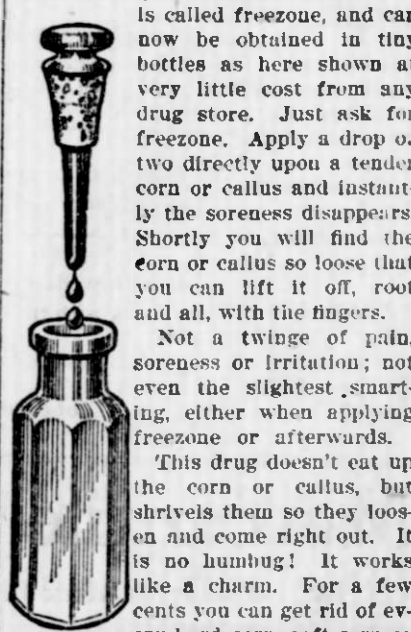 is called freezone, and can
now be obtained in tiny
bottles as here shown at
very little cost from any
drug store. Just ask for
freezone. Apply a drop or
two directly upon a tender
corn or callus and instant-
ly the soreness disappears.
Shortly you will find the
corn or callus so loose that
you can lift it off, root
and all, with the fingers.
Not a twinge of pain,
soreness or irritation; not
even the slightest smart-
ing, either when applying
freezone or afterwards.
This drug doesn't eat up
the corn or callus, but
shrivels them so they loos-
en and come right out. It
is no humbug! It works
like a charm. For a few
cents you can get rid of ev-